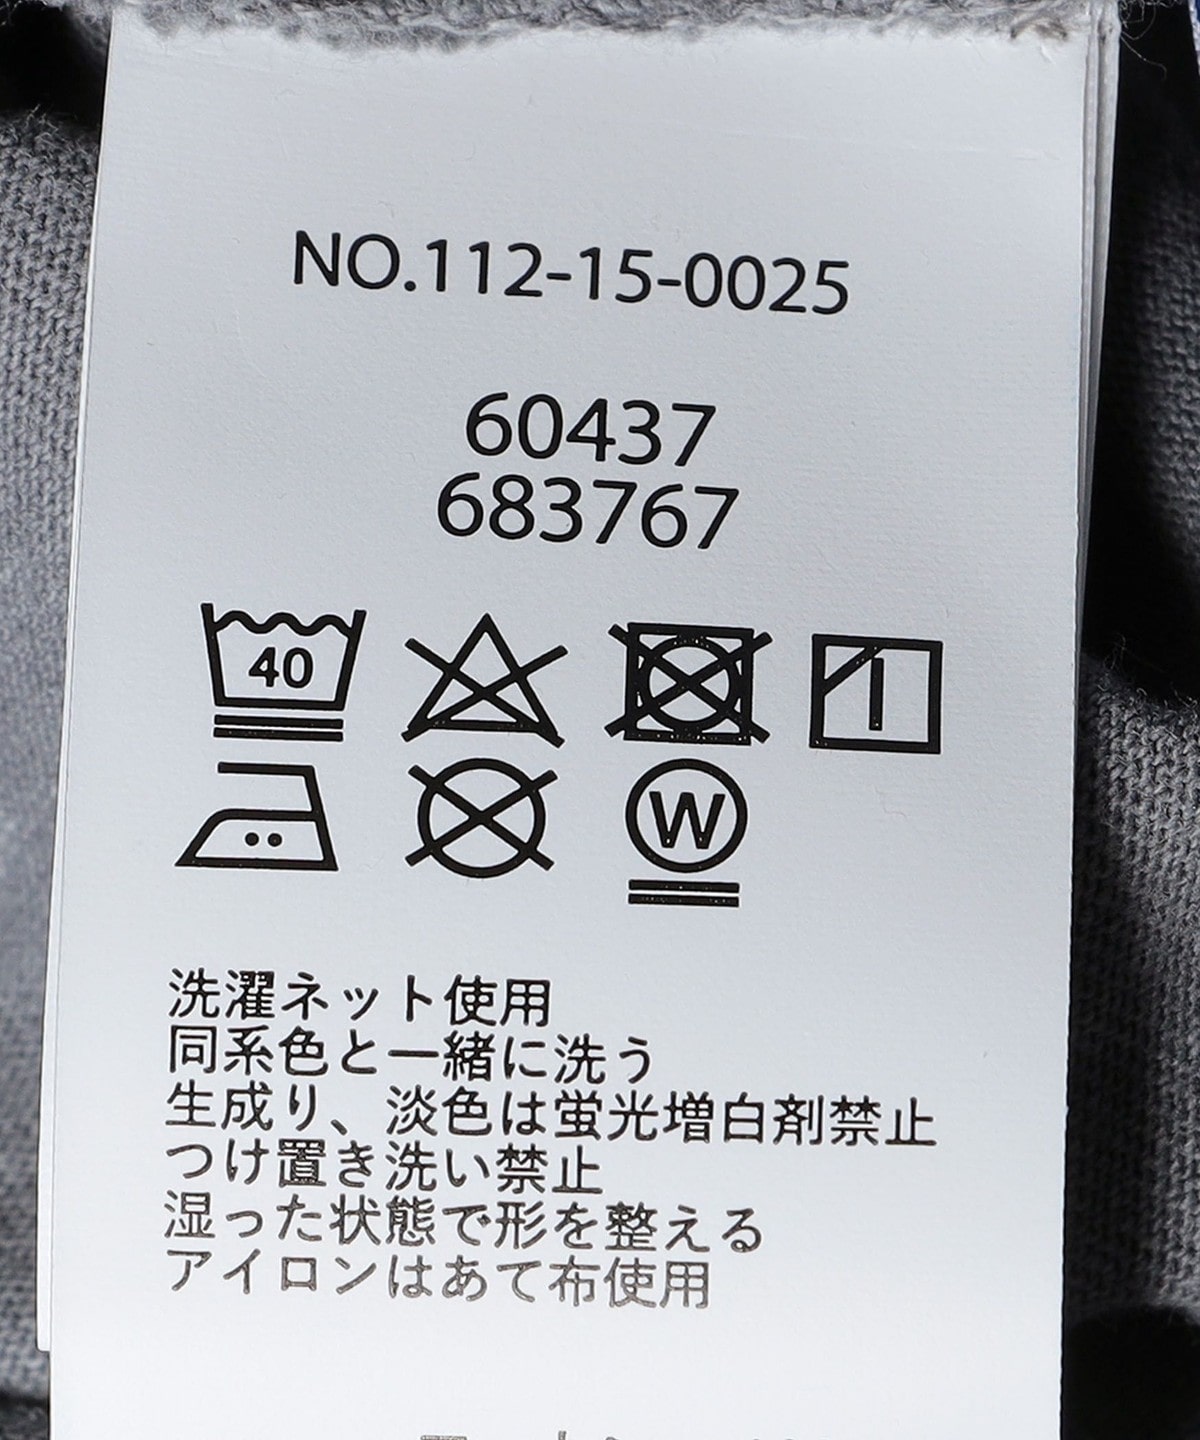 NO.112-15-0025
60437
683767
40
W
洗濯ネット使用
同系色と一緒に洗う
生成り、淡色は蛍光増白剤禁止
つけ置き洗い禁止
湿った状態で形を整える
アイロンはあて布使用